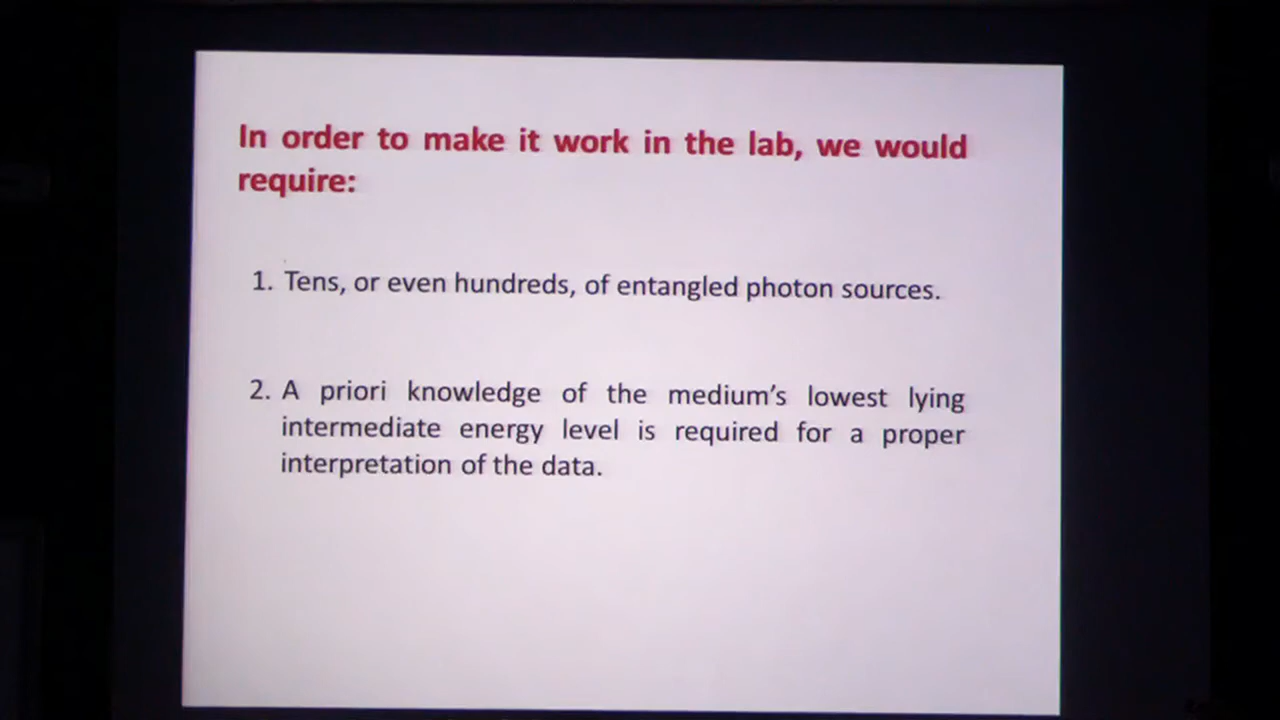 In order to make it work in the lab, we would
require:
1. Tens, or even hundreds, of entangled photon sources.
2. A priori knowledge of the medium's lowest lying
intermediate energy level is required for a proper
interpretation of the data.